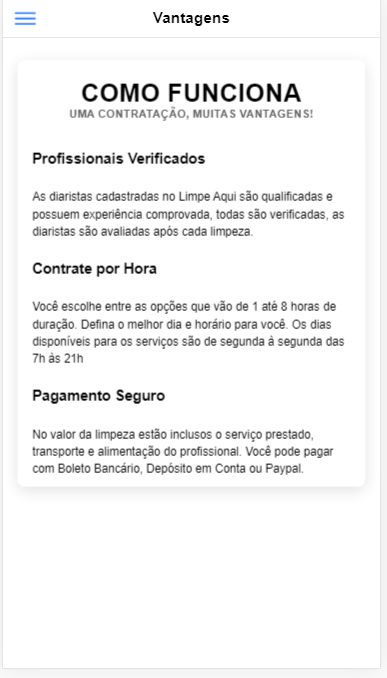 Vantagens
COMO FUNCIONA
UMA CONTRATAÇÃO, MUITAS VANTAGENS!
Profissionais Verificados
As diaristas cadastradas no Limpe Aqui são qualificadas e
possuem experiência comprovada, todas são verificadas, as
diaristas são avaliadas após cada limpeza.
Contrate por Hora
Você escolhe entre as opções que vão de 1 até 8 horas de
duração. Defina o melhor dia e horário para você. Os dias
disponíveis para os serviços são de segunda à segunda das
7h às 21h
Pagamento Seguro
No valor da limpeza estão inclusos o serviço prestado,
transporte e alimentação do profissional. Você pode pagar
com Boleto Bancário, Depósito em Conta ou Paypal.